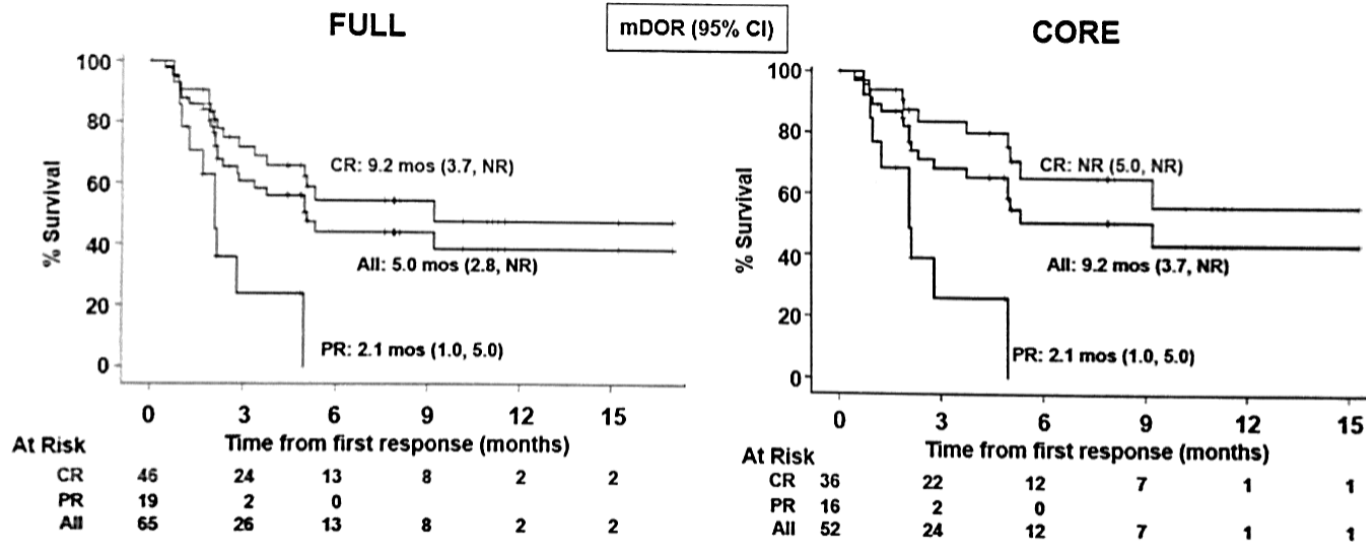 FULL
mDOR (95% CI)
CORE
% Survival
100
80
60
40
20
0
CR: 9.2 mos (3.7, NR)
All: 5.0 mos (2.8, NR)
PR: 2.1 mos (1.0, 5.0)
0 3 6 9 12 15
Time from first response (months)
At Risk
CR 46 24 13 8 2 2
PR 19 2 0
All 65 26 13 8 2 2
% Survival
100
80
60
40
20
0
CR: NR (5.0, NR)
All: 9.2 mos (3.7, NR)
PR: 2.1 mos (1.0, 5.0)
0 3 6 9 12 15
Time from first response (months)
At Risk
CR 36 22 12 7 1 1
PR 16 2 0
All 52 24 12 7 1 1